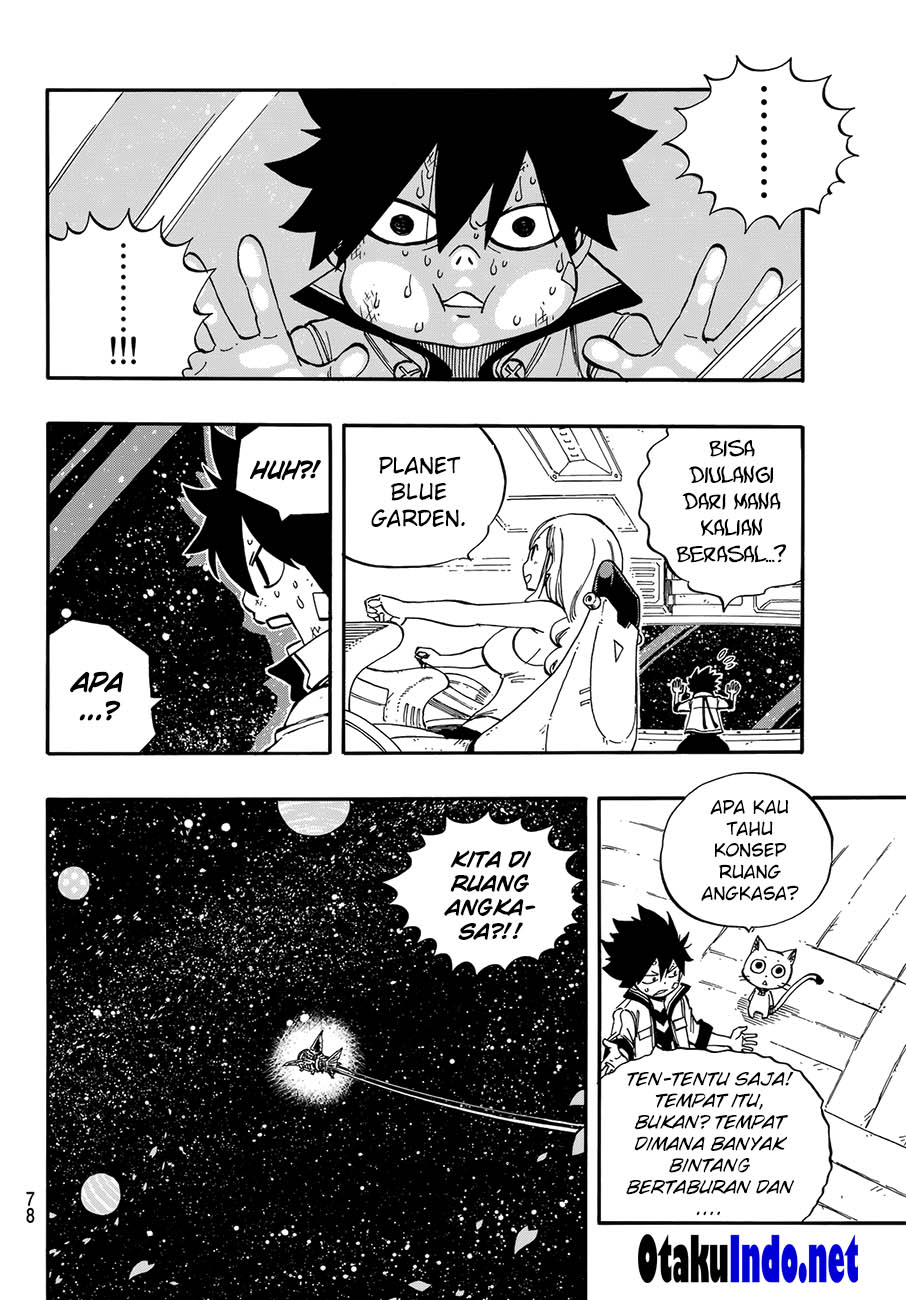 ⋮
⋮
!!!
BISA
DIULANGI
DARI MANA
KALIAN
BERASAL...?
PLANET
BLUE
GARDEN.
HUH?!
APA
...?
APA KAU
TAHU
KONSEP
RUANG
ANGKASA?
TEN-TENTU SAJA!
TEMPAT ITU,
BUKAN? TEMPAT
DIMANA BANYAK
BINTANG
BERTABURAN DAN
....
KITA DI
RUANG
ANGKA-
SA?!!
78
OtakuIndo.net